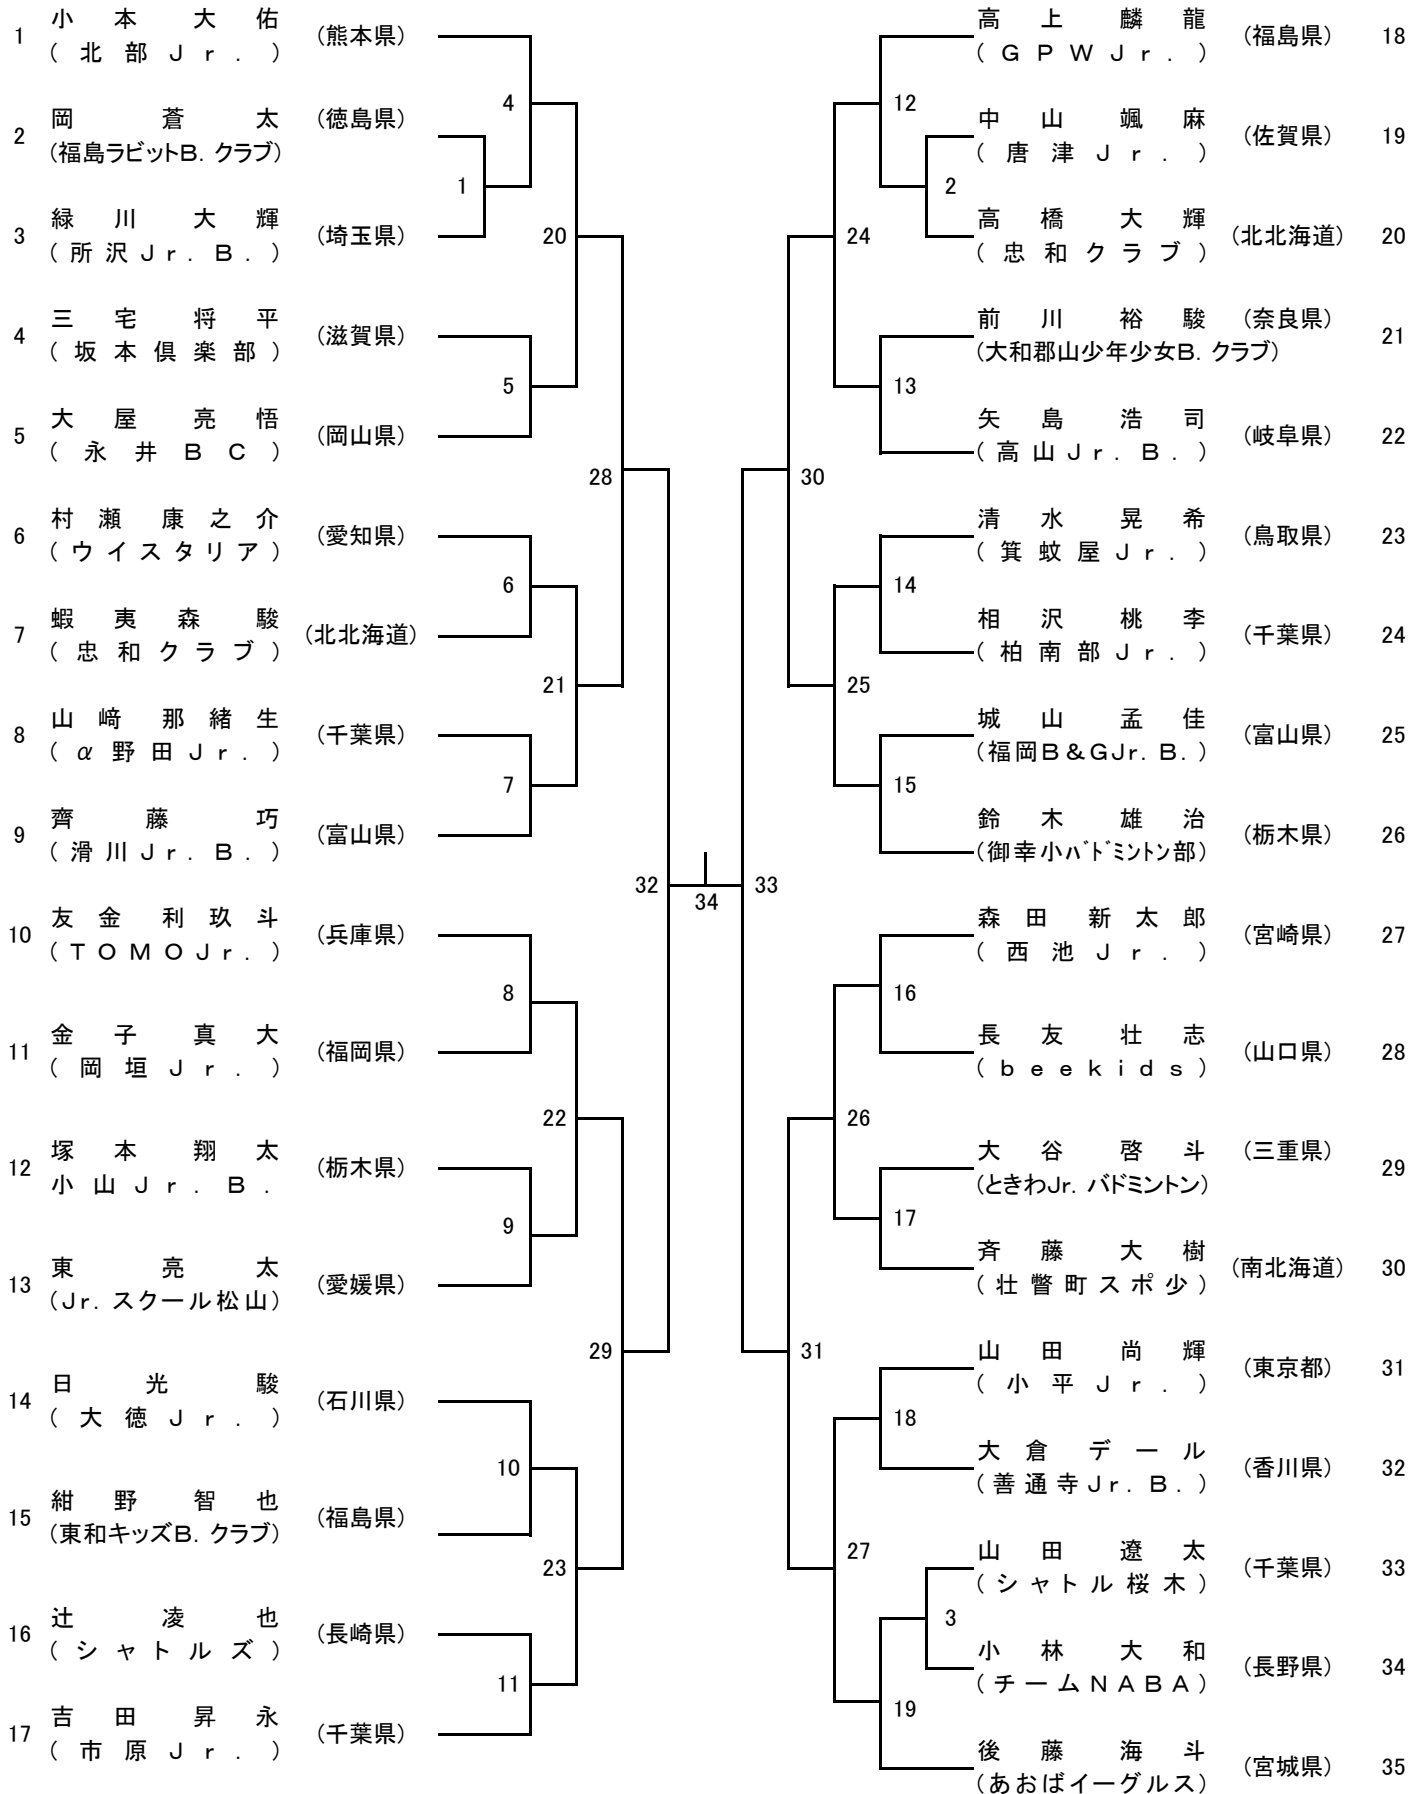 1 小本大佑 (熊本県)
(北部Jr.)
2 岡蒼太 (徳島県)
(福島ラビットB.クラブ)
3 緑川大輝 (埼玉県)
(所沢Jr.B.)
4 三宅将平 (滋賀県)
(坂本倶楽部)
5 大屋亮悟 (岡山県)
(永井BC)
6 村瀬康之介 (愛知県)
(ウイスタリア)
7 蝦夷森駿 (北北海道)
(忠和クラブ)
8 山﨑那緒生 (千葉県)
(α野田Jr.)
9 齊藤巧 (富山県)
(滑川Jr.B.)
10 友金利玖斗 (兵庫県)
(TOMOJr.)
11 金子真大 (福岡県)
(岡垣Jr.)
12 塚本翔太 (栃木県)
小山Jr.B.
13 東亮太 (愛媛県)
(Jr.スクール松山)
14 日光駿 (石川県)
(大徳Jr.)
15 紺野智也 (福島県)
(東和キッズB.クラブ)
16 辻凌也 (長崎県)
(シャトルズ)
17 吉田昇永 (千葉県)
(市原Jr.)
4
1
20
5
28
6
21
7
32
8
22
9
29
10
23
11
34
12
2
24
13
30
14
25
15
33
16
26
17
31
18
27
3
19
高上麟龍 (福島県) 18
(GPWJr.)
中山颯麻 (佐賀県) 19
(唐津Jr.)
高橋大輝 (北北海道) 20
(忠和クラブ)
前川裕駿 (奈良県) 21
(大和郡山少年少女B.クラブ)
矢島浩司 (岐阜県) 22
(高山Jr.B.)
清水晃希 (鳥取県) 23
(箕蚊屋Jr.)
相沢桃李 (千葉県) 24
(柏南部Jr.)
城山孟佳 (富山県) 25
(福岡B&GJr.B.)
鈴木雄治 (栃木県) 26
(御幸小ﾊﾞﾄﾞミントン部)
森田新太郎 (宮崎県) 27
(西池Jr.)
長友壮志 (山口県) 28
(beekids)
大谷啓斗 (三重県) 29
(ときわJr.バドミントン)
斉藤大樹 (南北海道) 30
(壮瞥町スポ少)
山田尚輝 (東京都) 31
(小平Jr.)
大倉デール (香川県) 32
(善通寺Jr.B.)
山田遼太 (千葉県) 33
(シャトル桜木)
小林大和 (長野県) 34
(チームNABA)
後藤海斗 (宮城県) 35
(あおばイーグルス)